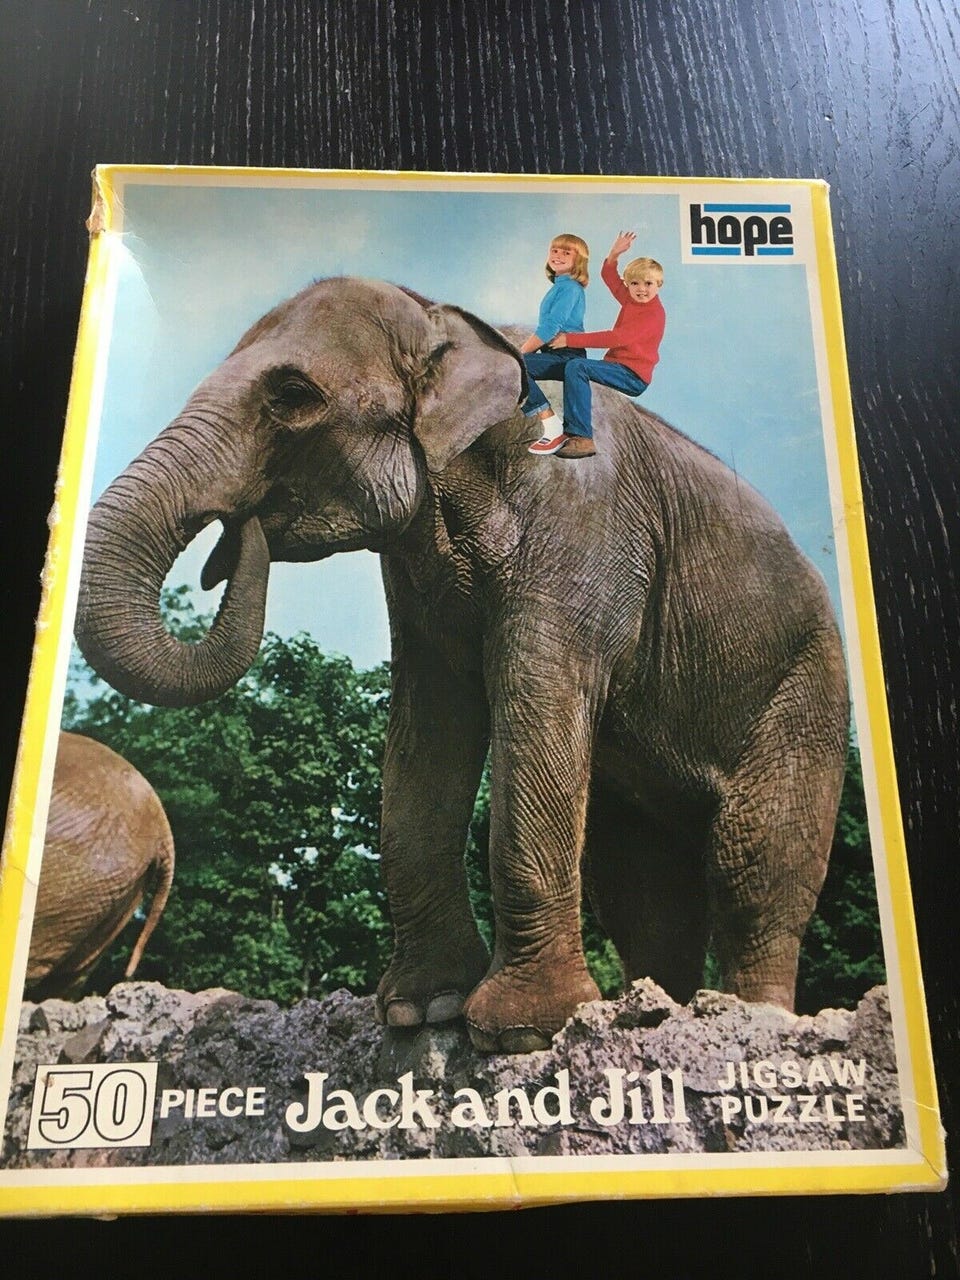 hope
50 PIECE Jack and Jill JIGSAW
PUZZLE